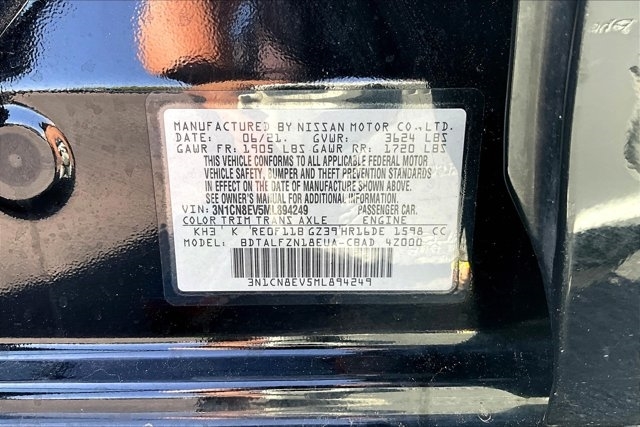 MANUFACTURED BY NISSAN MOTOR CO.,LTD.
DATE: 06/21, GVWR: 3624 LBS
GAWR FR: 1905 LBS GAWR RR: 1720 LBS
THIS VEHICLE CONFORMS TO ALL APPLICABLE FEDERAL MOTOR
VEHICLE SAFETY, BUMPER AND THEFT PREVENTION STANDARDS
IN EFFECT ON THE DATE OF MANUFACTURE SHOWN ABOVE.
SEE OWNER'S MANUAL FOR ADDITIONAL INFORMATION.
VIN: 3N1CN8EV5ML894249 PASSENGER CAR.
COLOR TRIM TRANS AXLE ENGINE
KH3 K RE0F11B GZ39 HR16DE 1598 CC
MODEL: BDTALFZN18EUA-CBAD 4Z000
3N1CN8EV5ML894249